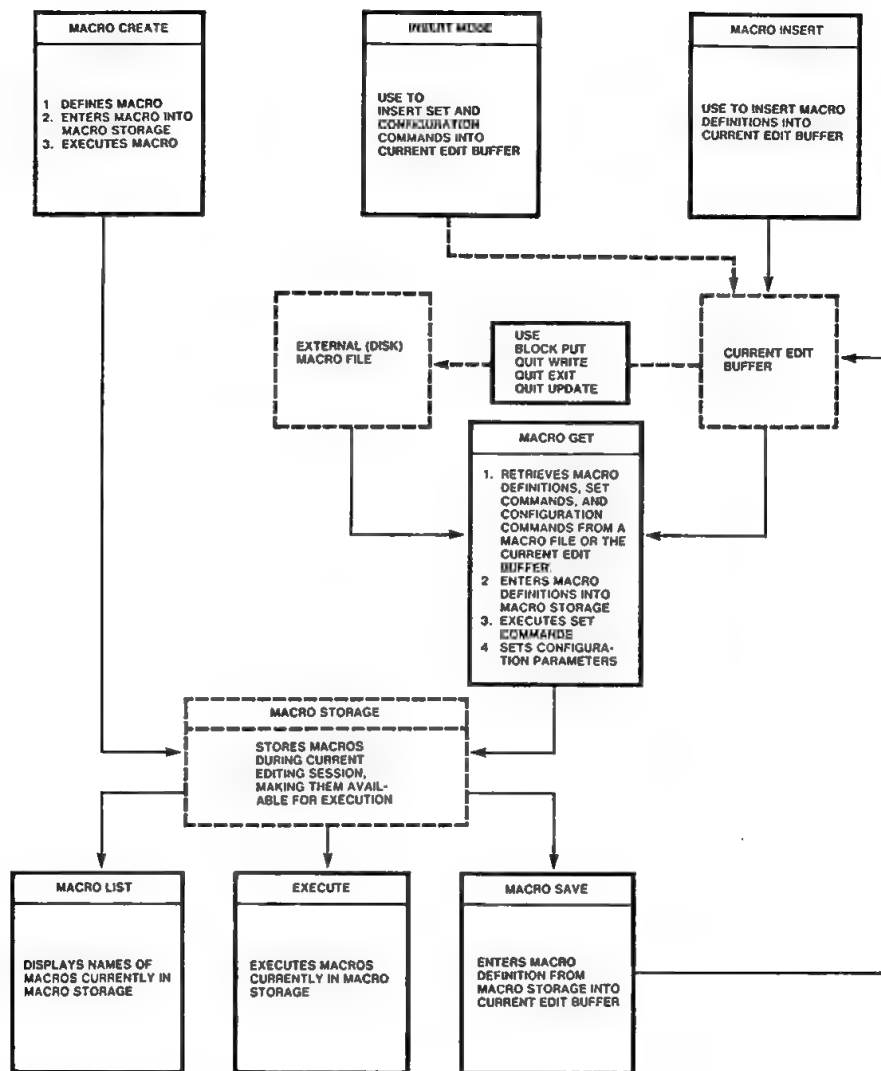 MACRO CREATE
1 DEFINES MACRO
2. ENTERS MACRO INTO
MACRO STORAGE
3. EXECUTES MACRO
INSERT MODE
USE TO
INSERT SET AND
CONFIGURATION
COMMANDS INTO
CURRENT EDIT BUFFER
MACRO INSERT
USE TO INSERT MACRO
DEFINITIONS INTO
CURRENT EDIT BUFFER
EXTERNAL (DISK)
MACRO FILE
USE
BLOCK PUT
QUIT WRITE
QUIT EXIT
QUIT UPDATE
CURRENT EDIT
BUFFER
MACRO GET
1. RETRIEVES MACRO
DEFINITIONS, SET
COMMANDS, AND
CONFIGURATION
COMMANDS FROM A
MACRO FILE OR THE
CURRENT EDIT
BUFFER.
2 ENTERS MACRO
DEFINITIONS INTO
MACRO STORAGE
3. EXECUTES SET
COMMANDS
4 SETS CONFIGURA-
TION PARAMETERS
MACRO STORAGE
STORES MACROS
DURING CURRENT
EDITING SESSION,
MAKING THEM AVAIL-
ABLE FOR EXECUTION
MACRO LIST
DISPLAYS NAMES OF
MACROS CURRENTLY IN
MACRO STORAGE
EXECUTE
EXECUTES MACROS
CURRENTLY IN MACRO
STORAGE
MACRO SAVE
ENTERS MACRO
DEFINITION FROM
MACRO STORAGE INTO
CURRENT EDIT BUFFER